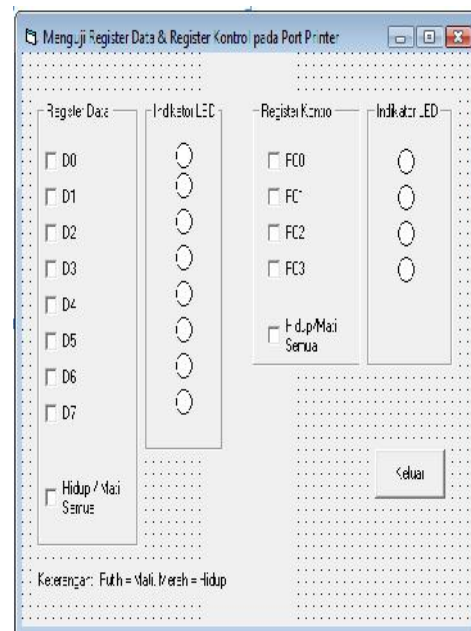 Menguji Register Data & Register Kontrol pada Port Printer
Register Data
Indikator LED
D0
D1
D2
D3
D4
D5
D6
D7
Hidup / Mati
Semua
Register Kontrol
Indikator LED
PC0
PC1
PC2
PC3
Hidup/Mati
Semua
Keluar
Keterangan: Putih = Mati, Merah = Hidup